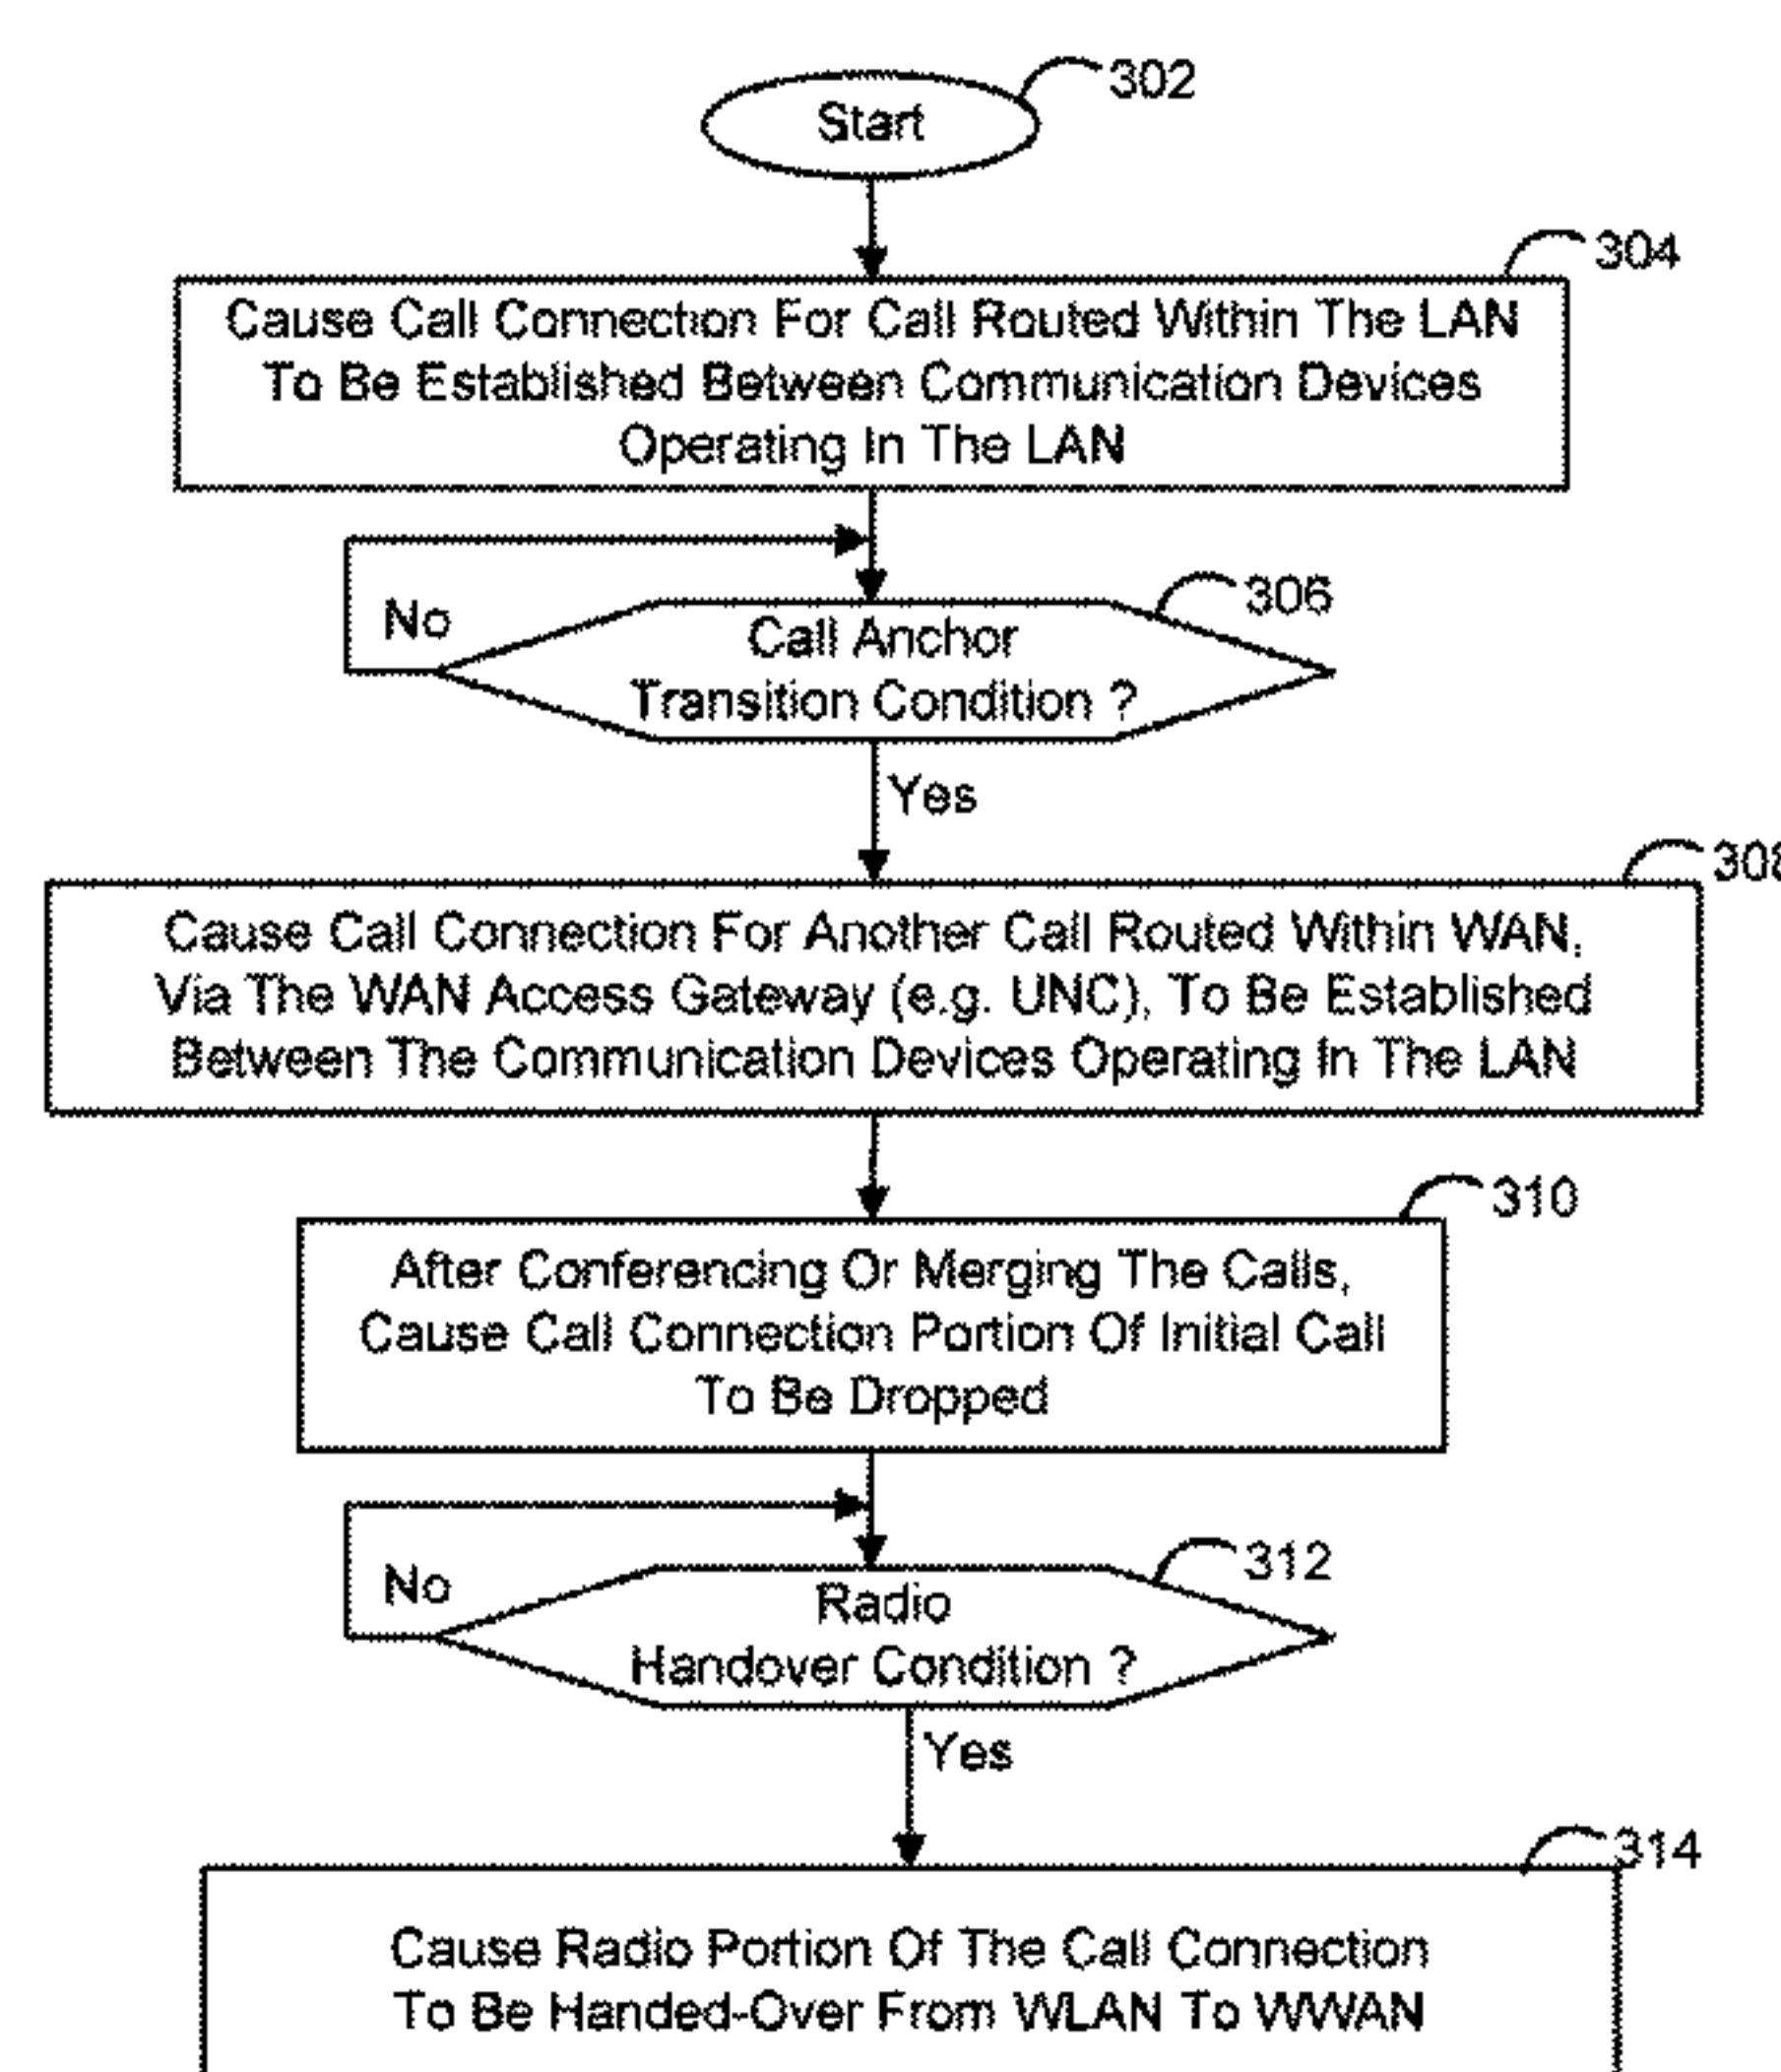 302
Start
304
Cause Call Connection For Call Routed Within The LAN
To Be Established Between Communication Devices
Operating In The LAN
No
306
Call Anchor
Transition Condition ?
Yes
308
Cause Call Connection For Another Call Routed Within WAN,
Via The WAN Access Gateway (e.g. UNC), To Be Established
Between The Communication Devices Operating In The LAN
310
After Conferencing Or Merging The Calls,
Cause Call Connection Portion Of Initial Call
To Be Dropped
No
312
Radio
Handover Condition ?
Yes
314
Cause Radio Portion Of The Call Connection
To Be Handed-Over From WLAN To WWAN